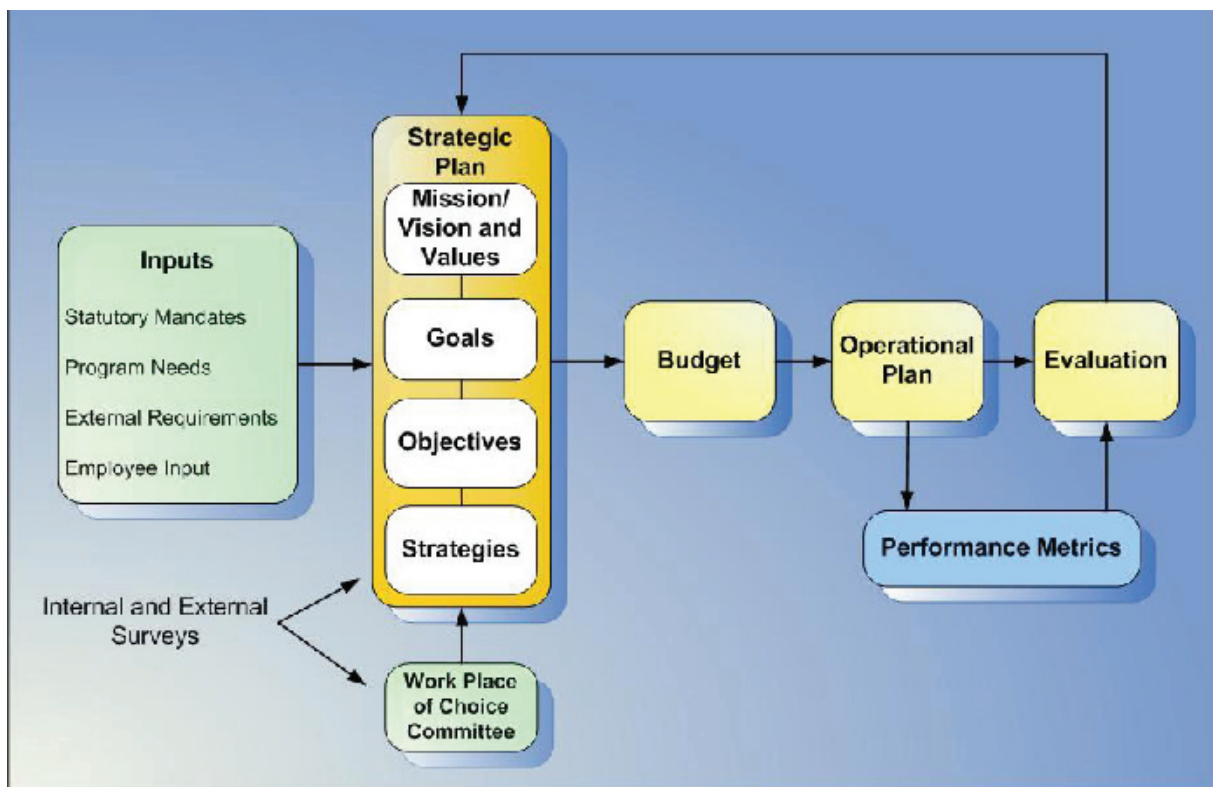 Strategic
Plan
Mission/
Vision and
Values
Goals
Objectives
Strategies
Inputs
Statutory Mandates
Program Needs
External Requirements
Employee Input
Budget
Operational
Plan
Evaluation
Performance Metrics
Internal and External
Surveys
Work Place
of Choice
Committee